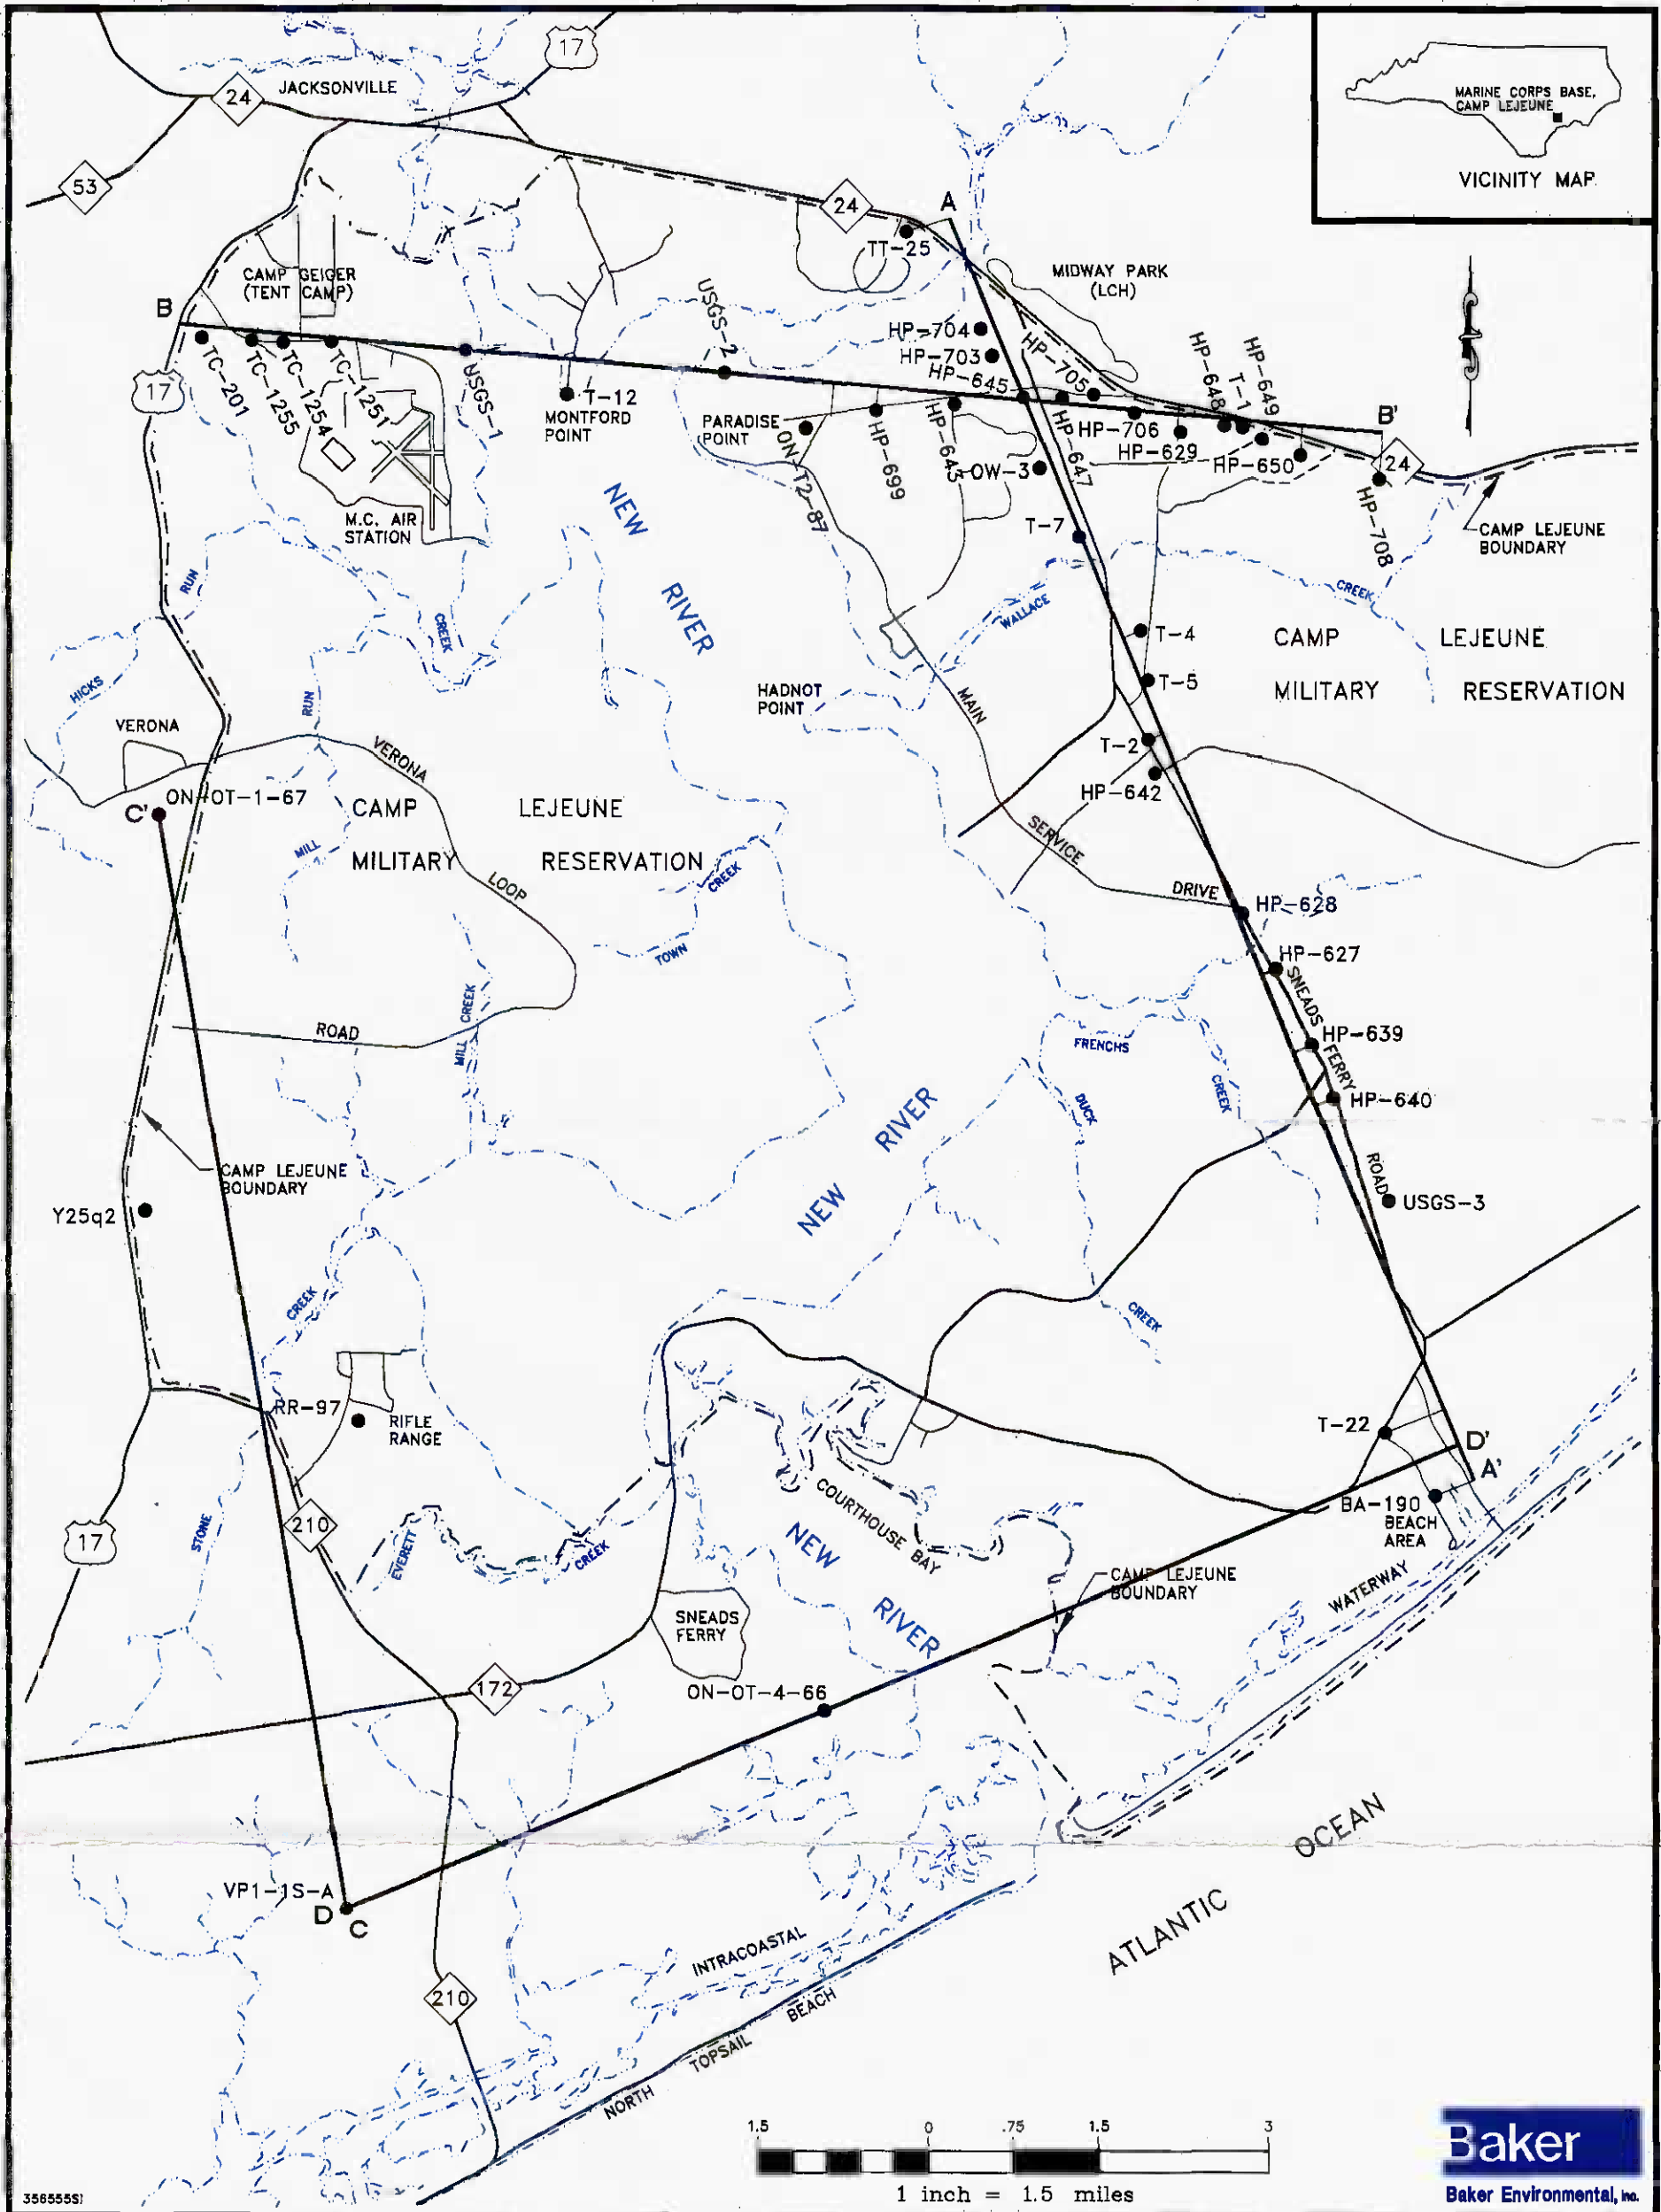 17
JACKSONVILLE
24
53
MARINE CORPS BASE,
CAMP LEJEUNE
VICINITY MAP
24
A
TT-25
MIDWAY PARK
(LCH)
CAMP GEIGER
(TENT CAMP)
B
USGS-2
HP-704
HP-703
HP-645
HP-705
HP-648
T-1
HP-649
TC-201
TC-1255
TC-1254
TC-1251
USGS-1
17
T-12
MONTFORD
POINT
PARADISE
POINT
ON-T2-87
HP-699
HP-643
HP-647
HP-706
HP-629
HP-650
B'
24
OW-3
HP-708
M.C. AIR
STATION
T-7
CAMP LEJEUNE
BOUNDARY
NEW
RIVER
RUN
CREEK
WALLACE
CREEK
T-4
CAMP LEJEUNE
HICKS
RUN
HADNOT
POINT
MAIN
T-5
MILITARY RESERVATION
VERONA
VERONA
T-2
HP-642
C'
ON-OT-1-67
CAMP LEJEUNE
SERVICE
MILL
MILITARY RESERVATION
LOOP
CREEK
DRIVE
HP-628
TOWN
HP-627
SNEADS
MILL CREEK
ROAD
FRENCHS
HP-639
FERRY
CREEK
DUCK
HP-640
RIVER
CAMP LEJEUNE
BOUNDARY
ROAD
NEW
Y25q2
USGS-3
CREEK
CREEK
RR-97
RIFLE
RANGE
T-22
D'
A'
COURTHOUSE BAY
BA-190
BEACH
AREA
17
STONE
210
EVERETT
CREEK
NEW
RIVER
CAMP LEJEUNE
BOUNDARY
WATERWAY
SNEADS
FERRY
172
ON-OT-4-66
OCEAN
VP1-1S-A
D
C
ATLANTIC
INTRACOASTAL
210
BEACH
TOPSAIL
NORTH
1.5 0 .75 1.5 3
1 inch = 1.5 miles
Baker
Baker Environmental, Inc.